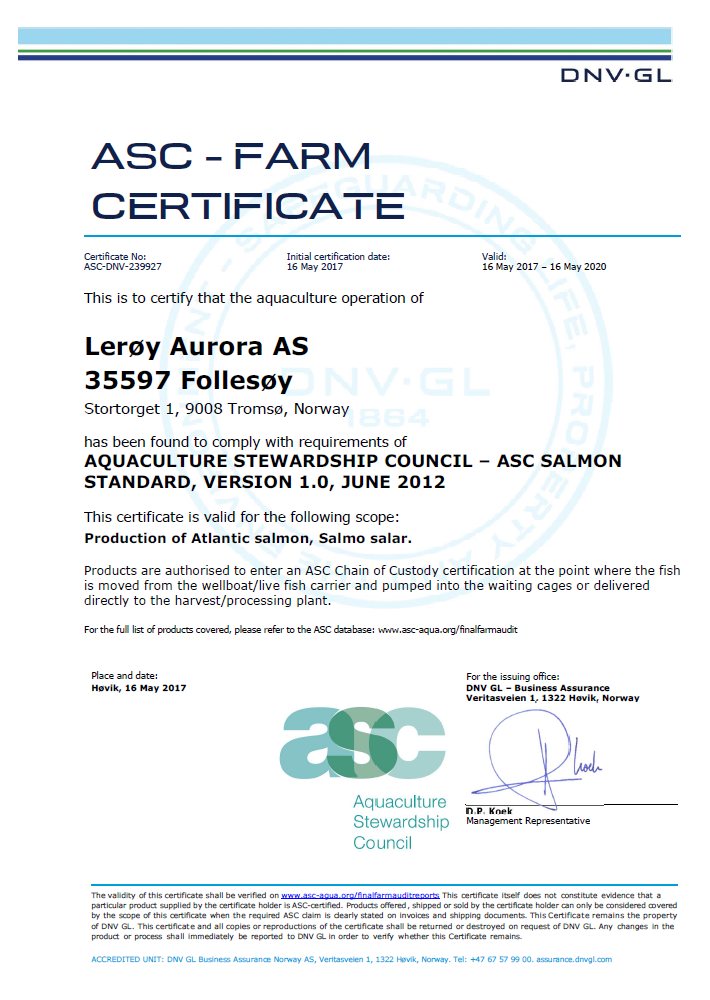 DNV·GL
ASC – FARM
CERTIFICATE
Certificate No:
ASC-DNV-239927
Initial certification date:
16 May 2017
Valid:
16 May 2017 – 16 May 2020
This is to certify that the aquaculture operation of
Lerøy Aurora AS
35597 Follesøy
Stortorget 1, 9008 Tromsø, Norway
has been found to comply with requirements of
AQUACULTURE STEWARDSHIP COUNCIL – ASC SALMON
STANDARD, VERSION 1.0, JUNE 2012
This certificate is valid for the following scope:
Production of Atlantic salmon, Salmo salar.
Products are authorised to enter an ASC Chain of Custody certification at the point where the fish
is moved from the wellboat/live fish carrier and pumped into the waiting cages or delivered
directly to the harvest/processing plant.
For the full list of products covered, please refer to the ASC database: www.asc-aqua.org/finalfarmaudit
Place and date:
Høvik, 16 May 2017
For the issuing office:
DNV GL – Business Assurance
Veritasveien 1, 1322 Høvik, Norway
asc
Aquaculture
Stewardship
Council
Koek
D.P. Koek
Management Representative
The validity of this certificate shall be verified on www.asc-aqua.org/finalfarmauditreports This certificate itself does not constitute evidence that a
particular product supplied by the certificate holder is ASC-certified. Products offered, shipped or sold by the certificate holder can only be considered covered
by the scope of this certificate when the required ASC claim is clearly stated on invoices and shipping documents. This Certificate remains the property
of DNV GL. This certificate and all copies or reproductions of the certificate shall be returned or destroyed on request of DNV GL. Any changes in the
product or process shall immediately be reported to DNV GL in order to verify whether this Certificate remains.
ACCREDITED UNIT: DNV GL Business Assurance Norway AS, Veritasveien 1, 1322 Høvik, Norway. Tel: +47 67 57 99 00. assurance.dnvgl.com
DNV·GL
1864
SAFEGUARDING LIFE, PROPERTY